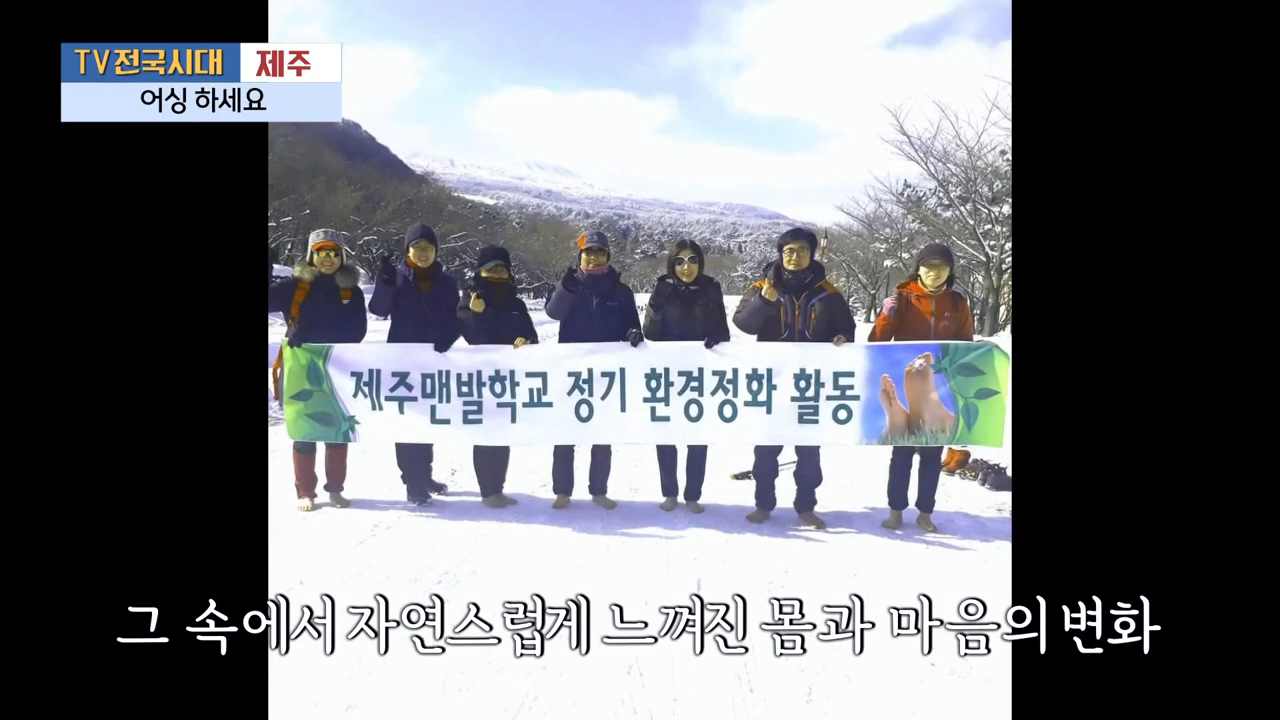 TV전국시대 제주
어싱 하세요
제주맨발학교 정기 환경정화 활동
그 속에서 자연스럽게 느껴진 몸과 마음의 변화